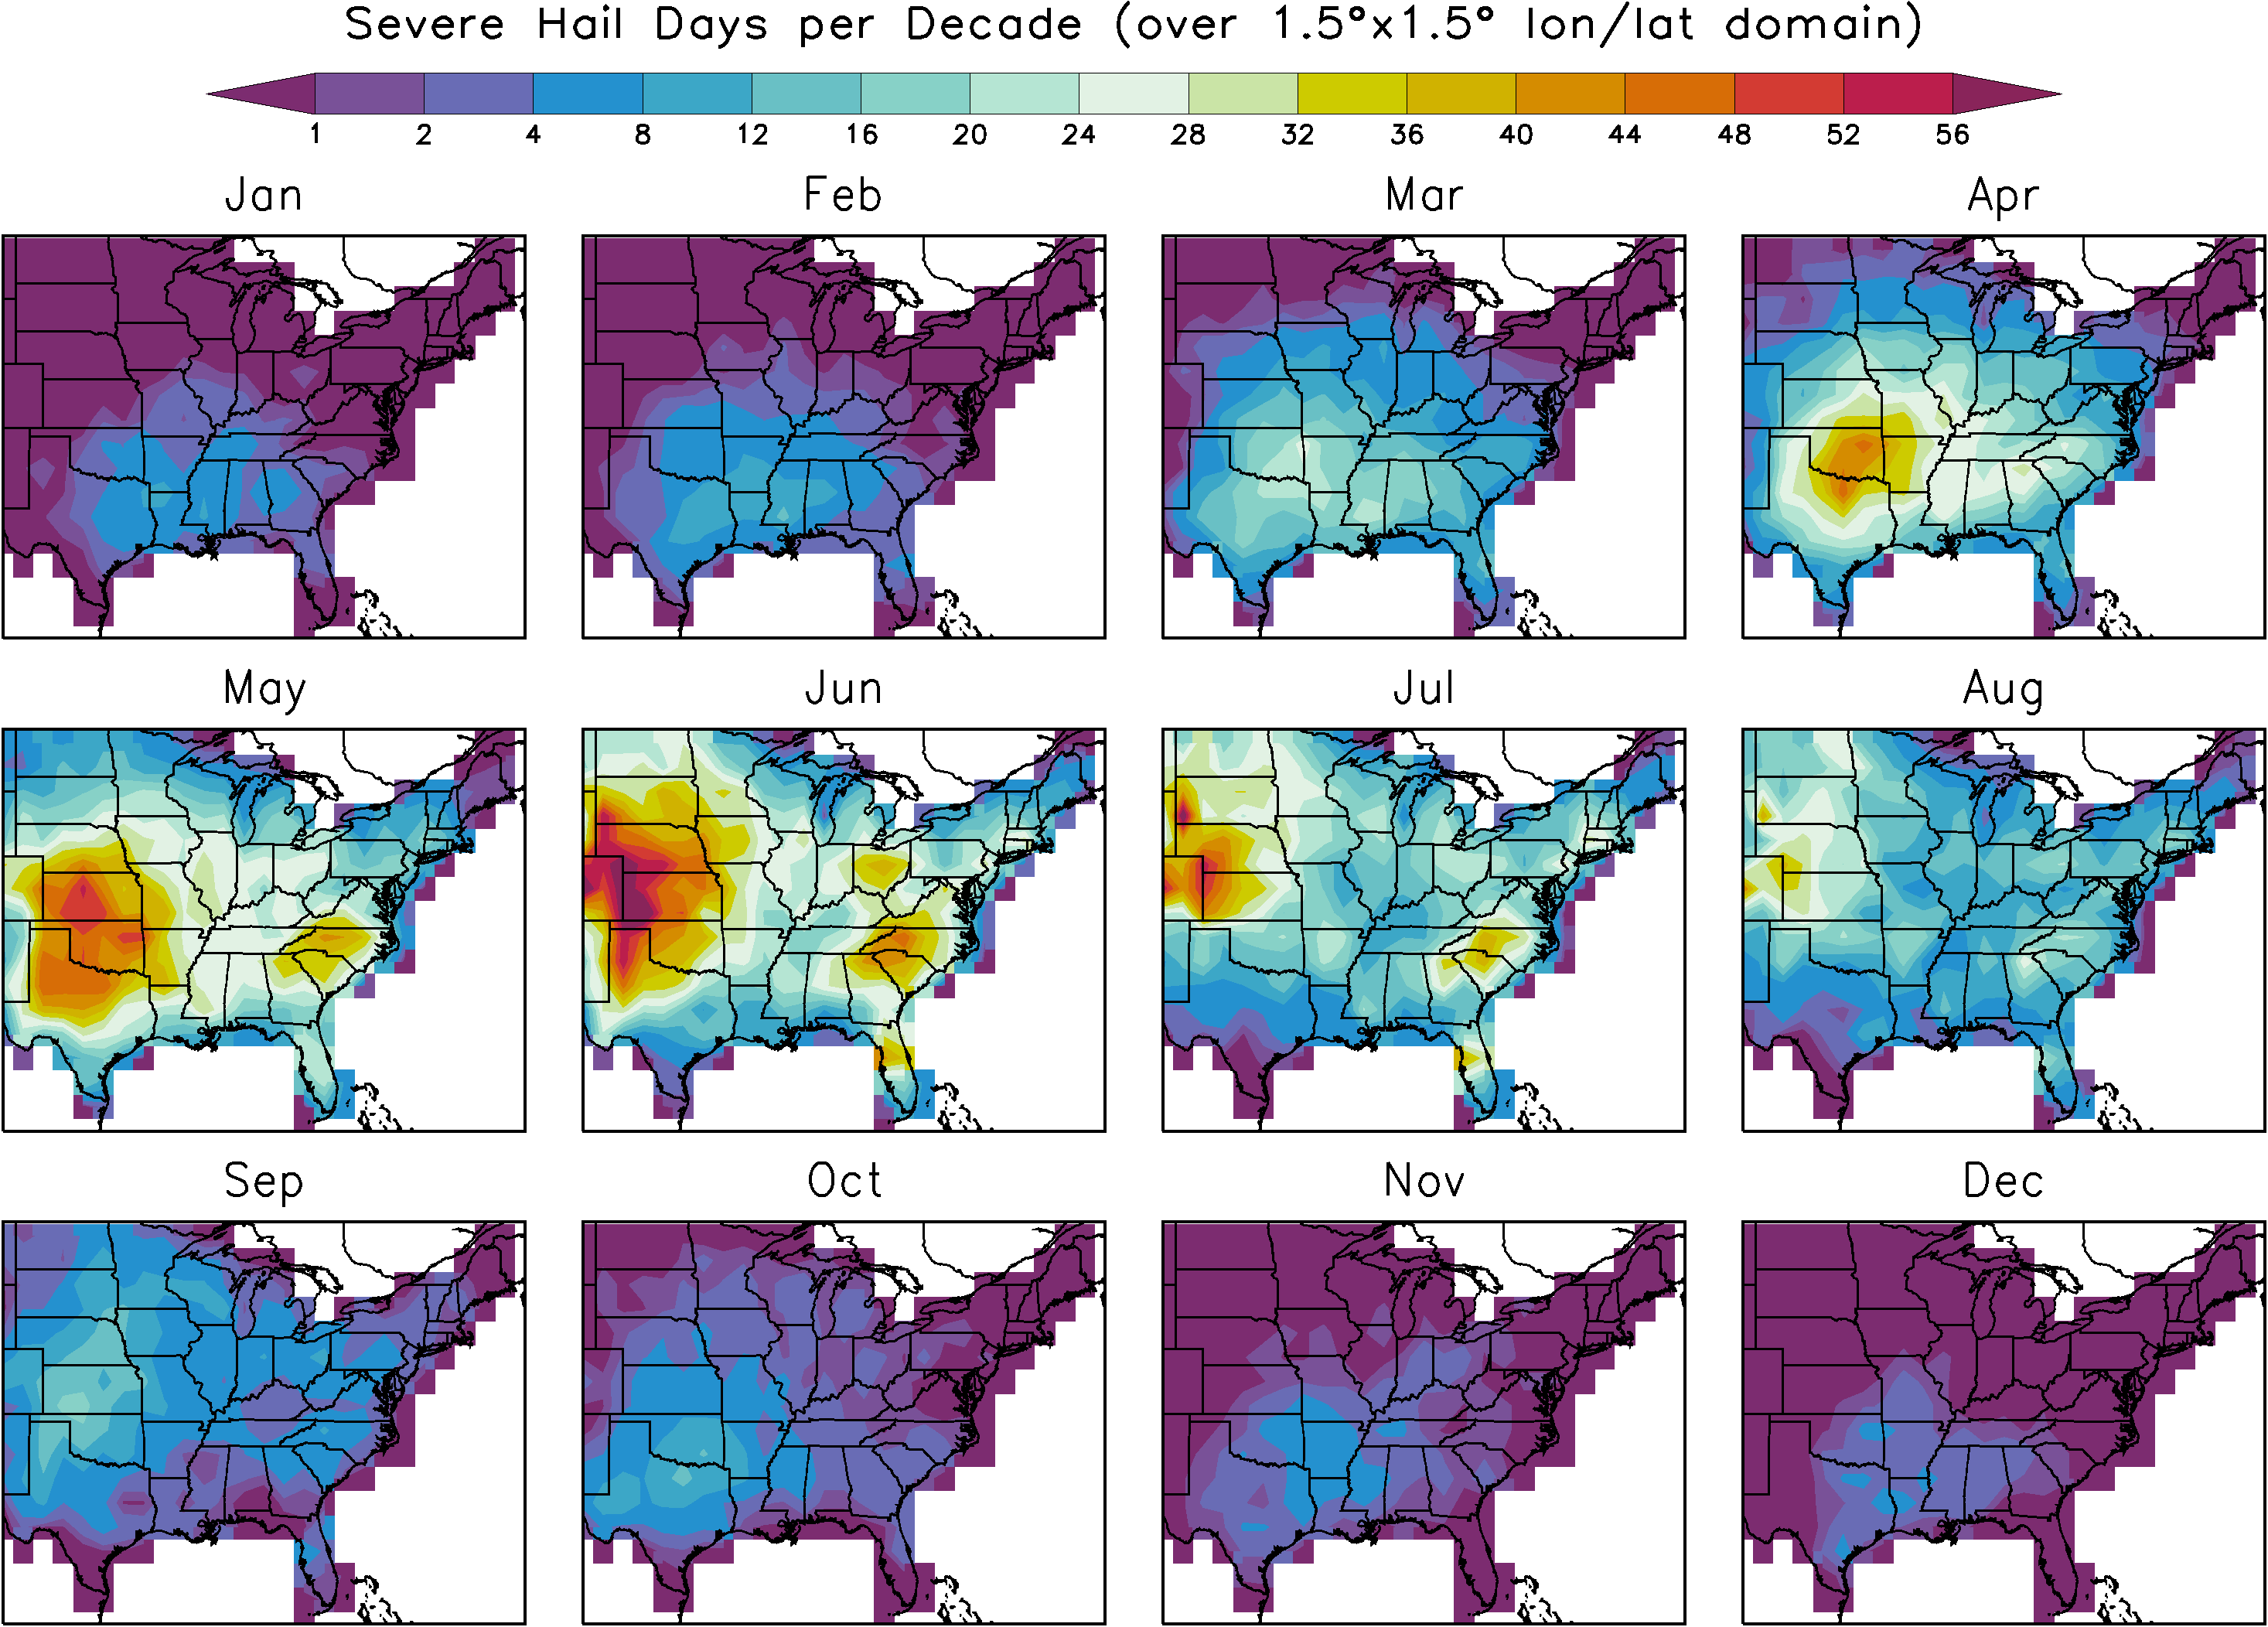 Severe Hail Days per Decade (over 1.5°x1.5° lon/lat domain)
1 2 4 8 12 16 20 24 28 32 36 40 44 48 52 56
Jan Feb Mar Apr
May Jun Jul Aug
Sep Oct Nov Dec